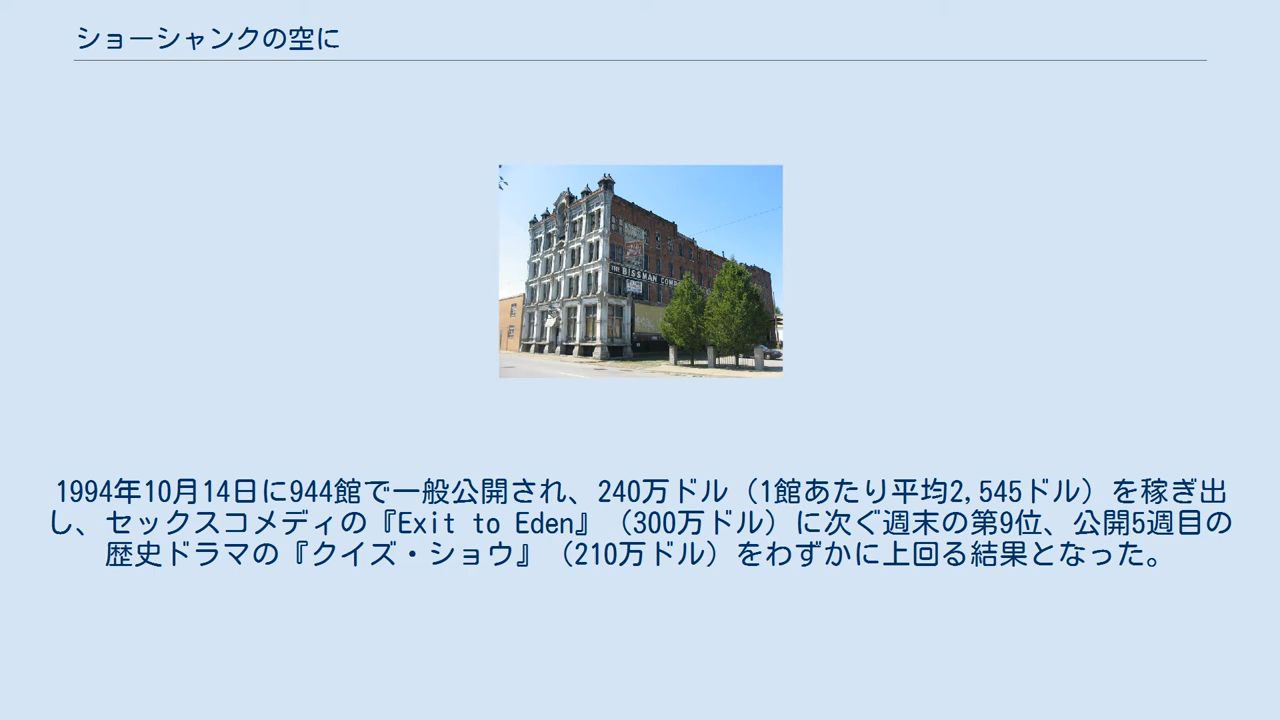 ショーシャンクの空に
BISSMAN COMP
1994年10月14日に944館で一般公開され、240万ドル（1館あたり平均2,545ドル）を稼ぎ出
し、セックスコメディの『Exit to Eden』（300万ドル）に次ぐ週末の第9位、公開5週目の
歴史ドラマの『クイズ・ショウ』（210万ドル）をわずかに上回る結果となった。